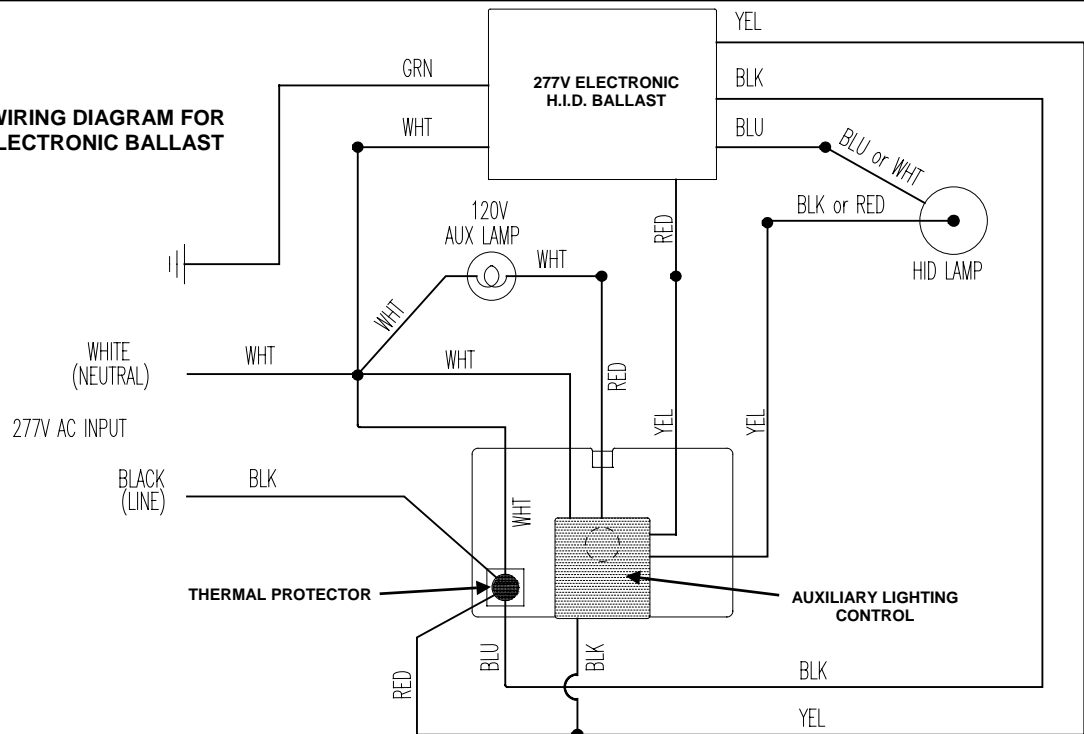 YEL
GRN
277V ELECTRONIC
H.I.D. BALLAST
BLK
WIRING DIAGRAM FOR
ELECTRONIC BALLAST
WHT
BLU
BLU or WHT
120V
AUX LAMP
RED
BLK or RED
WHT
HID LAMP
WHT
WHITE
(NEUTRAL)
WHT
WHT
RED
277V AC INPUT
YEL
YEL
BLACK
(LINE)
BLK
WHT
THERMAL PROTECTOR
AUXILIARY LIGHTING
CONTROL
RED
BLU
BLK
BLK
YEL